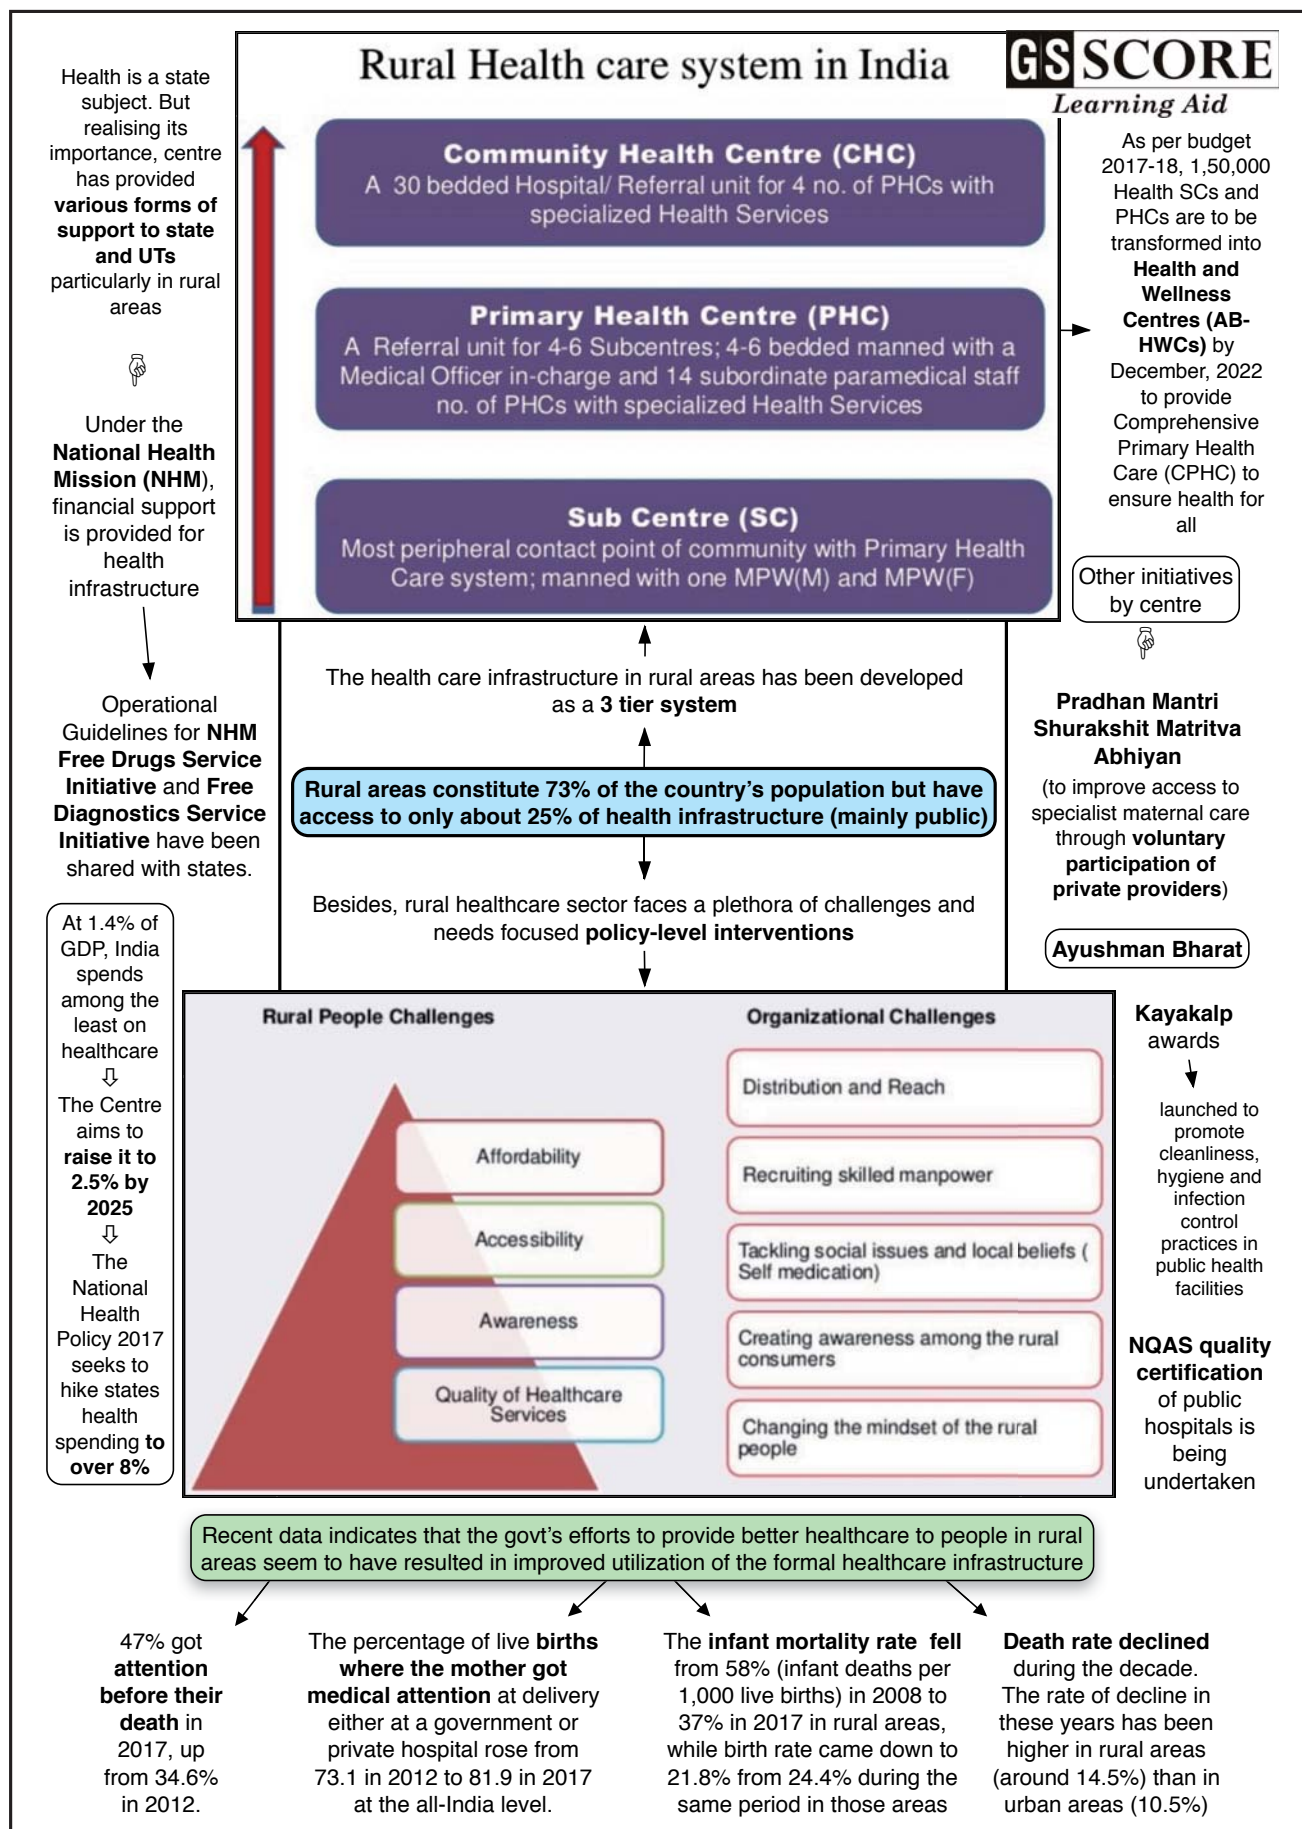 Rural Health care system in India
GS SCORE
Learning Aid
Health is a state
subject. But
realising its
importance, centre
has provided
various forms of
support to state
and UTs
particularly in rural
areas
Under the
National Health
Mission (NHM),
financial support
is provided for
health
infrastructure
Operational
Guidelines for NHM
Free Drugs Service
Initiative and Free
Diagnostics Service
Initiative have been
shared with states.
Community Health Centre (CHC)
A 30 bedded Hospital/ Referral unit for 4 no. of PHCs with
specialized Health Services
Primary Health Centre (PHC)
A Referral unit for 4-6 Subcentres; 4-6 bedded manned with a
Medical Officer in-charge and 14 subordinate paramedical staff
no. of PHCs with specialized Health Services
Sub Centre (SC)
Most peripheral contact point of community with Primary Health
Care system; manned with one MPW(M) and MPW(F)
As per budget
2017-18, 1,50,000
Health SCs and
PHCs are to be
transformed into
Health and
Wellness
Centres (AB-
HWCs) by
December, 2022
to provide
Comprehensive
Primary Health
Care (CPHC) to
ensure health for
all
Other initiatives
by centre
Pradhan Mantri
Shurakshit Matritva
Abhiyan
(to improve access to
specialist maternal care
through voluntary
participation of
private providers)
Ayushman Bharat
Kayakalp
awards
launched to
promote
cleanliness,
hygiene and
infection
control
practices in
public health
facilities
NQAS quality
certification
of public
hospitals is
being
undertaken
The health care infrastructure in rural areas has been developed
as a 3 tier system
Rural areas constitute 73% of the country's population but have
access to only about 25% of health infrastructure (mainly public)
Besides, rural healthcare sector faces a plethora of challenges and
needs focused policy-level interventions
At 1.4% of
GDP, India
spends
among the
least on
healthcare
The Centre
aims to
raise it to
2.5% by
2025
The
National
Health
Policy 2017
seeks to
hike states
health
spending to
over 8%
Rural People Challenges
Affordability
Accessibility
Awareness
Quality of Healthcare
Services
Organizational Challenges
Distribution and Reach
Recruiting skilled manpower
Tackling social issues and local beliefs (
Self medication)
Creating awareness among the rural
consumers
Changing the mindset of the rural
people
Recent data indicates that the govt's efforts to provide better healthcare to people in rural
areas seem to have resulted in improved utilization of the formal healthcare infrastructure
47% got
attention
before their
death in
2017, up
from 34.6%
in 2012.
The percentage of live births
where the mother got
medical attention at delivery
either at a government or
private hospital rose from
73.1 in 2012 to 81.9 in 2017
at the all-India level.
The infant mortality rate fell
from 58% (infant deaths per
1,000 live births) in 2008 to
37% in 2017 in rural areas,
while birth rate came down to
21.8% from 24.4% during the
same period in those areas
Death rate declined
during the decade.
The rate of decline in
these years has been
higher in rural areas
(around 14.5%) than in
urban areas (10.5%)